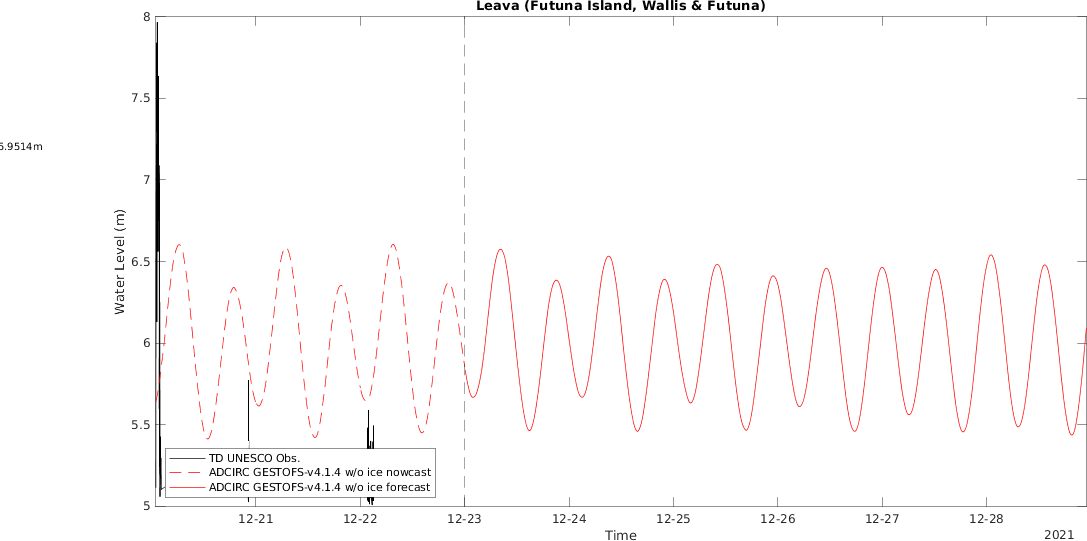 Leava (Futuna Island, Wallis & Futuna)
8
7.5
7
6.5
6
5.5
5
Water Level (m)
.9514m
TD UNESCO Obs.
ADCIRC GESTOFS-v4.1.4 w/o ice nowcast
ADCIRC GESTOFS-v4.1.4 w/o ice forecast
12-21 12-22 12-23 12-24 12-25 12-26 12-27 12-28
Time
2021